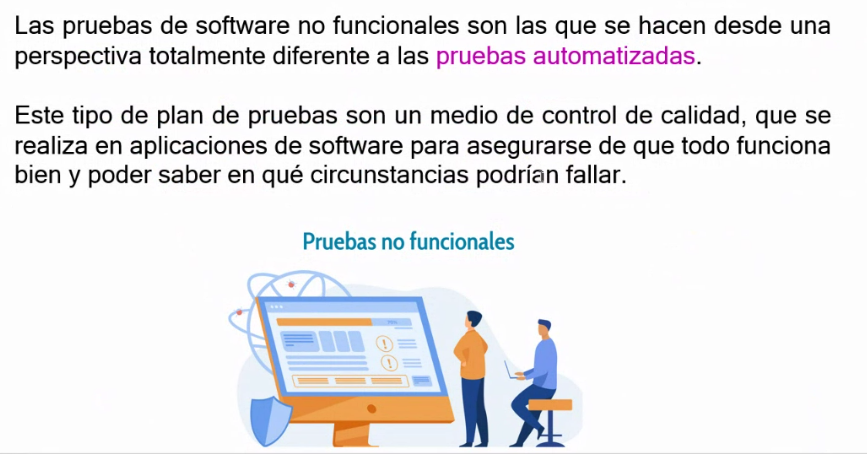 Las pruebas de software no funcionales son las que se hacen desde una
perspectiva totalmente diferente a las pruebas automatizadas.
Este tipo de plan de pruebas son un medio de control de calidad, que se
realiza en aplicaciones de software para asegurarse de que todo funciona
bien y poder saber en qué circunstancias podrían fallar.
Pruebas no funcionales